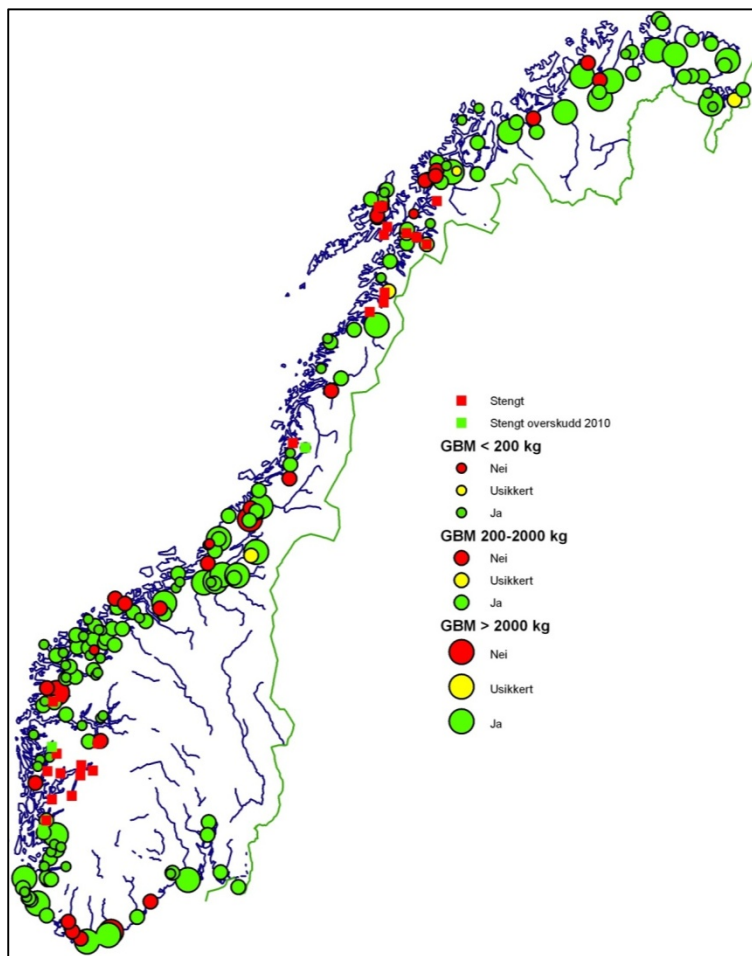 Stengt
Stengt overskudd 2010
GBM < 200 kg
Nei
Usikkert
Ja
GBM 200-2000 kg
Nei
Usikkert
Ja
GBM > 2000 kg
Nei
Usikkert
Ja